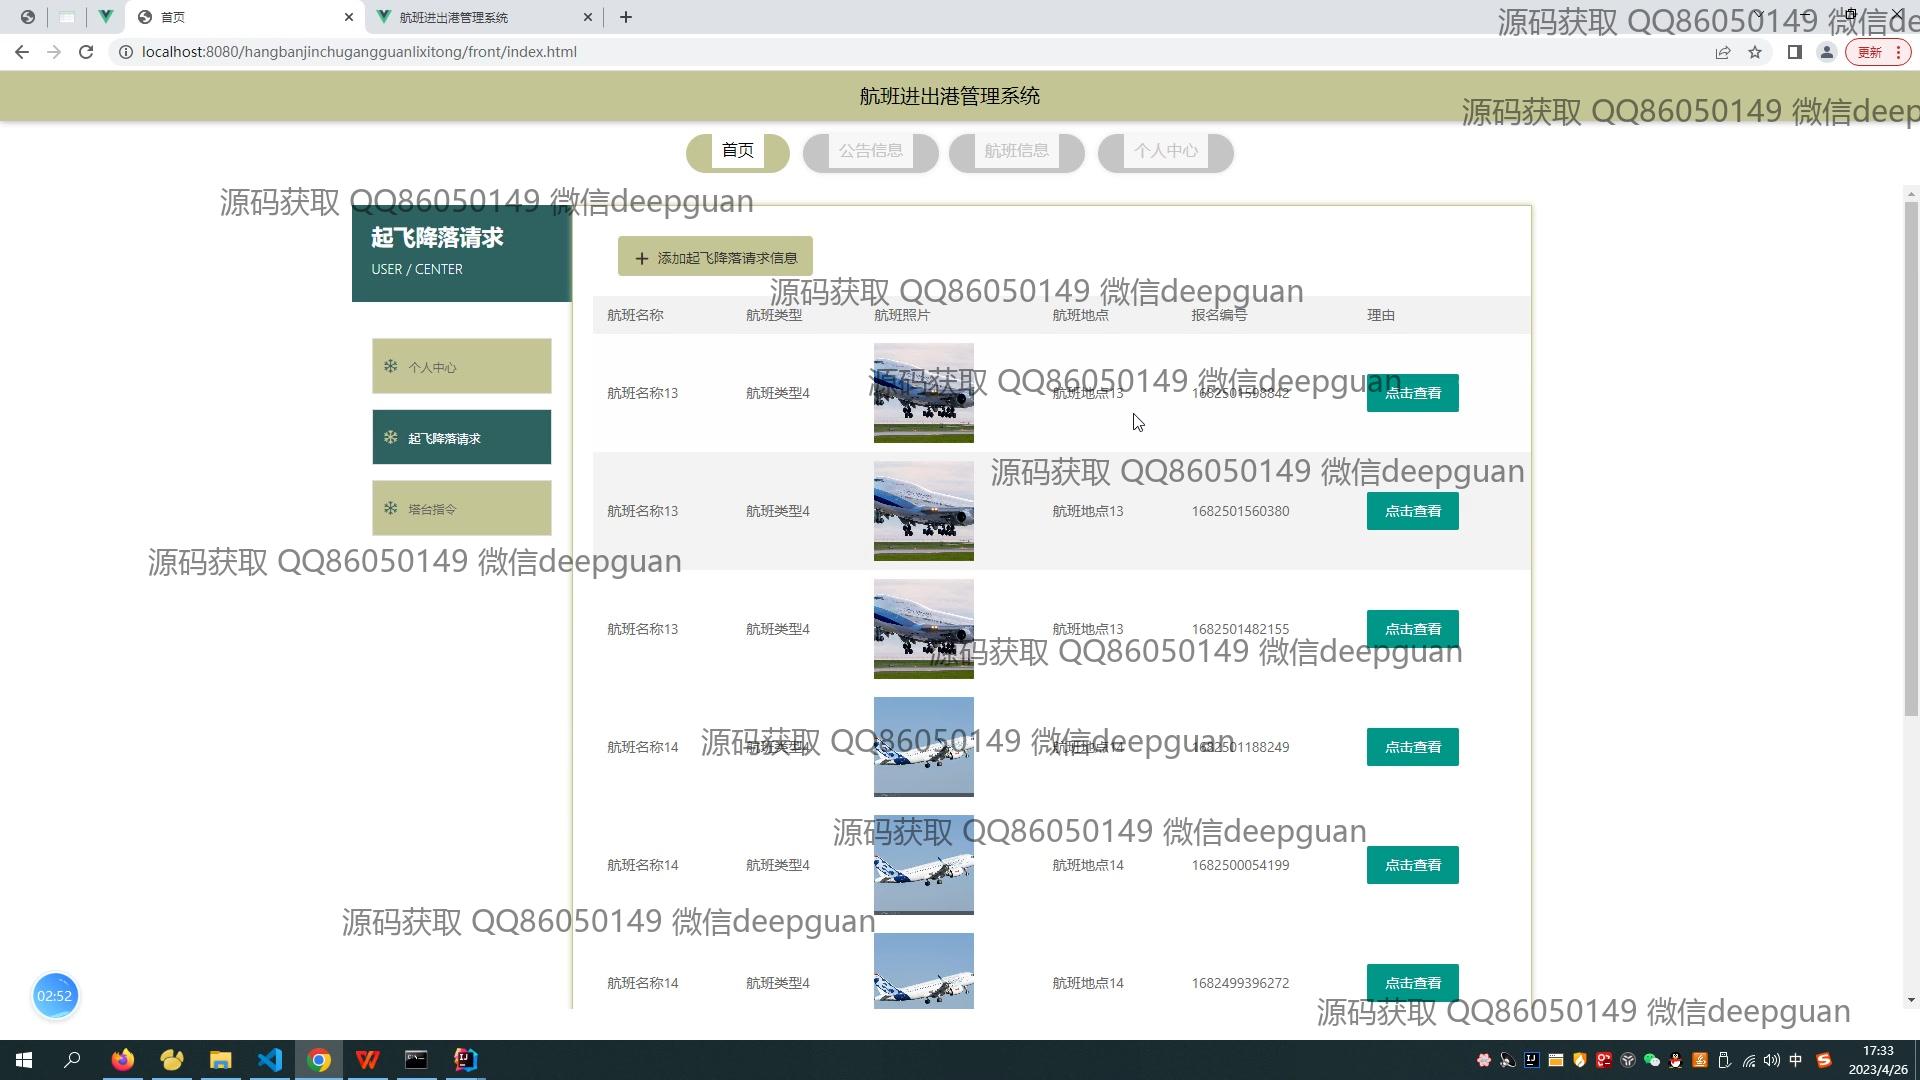 首页
航班进出港管理系统
localhost:8080/hangbanjinchugangguanlixitong/front/index.html
更新
源码获取 QQ86050149 微信de
航班进出港管理系统
源码获取 QQ86050149 微信deep
首页 公告信息 航班信息 个人中心
源码获取 QQ86050149 微信deepguan
起飞降落请求
USER / CENTER
添加起飞降落请求信息
源码获取 QQ86050149 微信deepguan
航班名称 航班类型 航班照片 航班地点 报名编号 理由
个人中心
源码获取 QQ86050149 微信deepguan
航班名称13 航班类型4 航班地点13 1682501598842 点击查看
起飞降落请求
源码获取 QQ86050149 微信deepguan
塔台指令
航班名称13 航班类型4 航班地点13 1682501560380 点击查看
源码获取 QQ86050149 微信deepguan
航班名称13 航班类型4 航班地点13 1682501482155 点击查看
源码获取 QQ86050149 微信deepguan
源码获取 QQ86050149 微信deepguan
航班名称14 航班类型4 航班地点14 1682501188249 点击查看
源码获取 QQ86050149 微信deepguan
航班名称14 航班类型4 航班地点14 1682500054199 点击查看
源码获取 QQ86050149 微信deepguan
航班名称14 航班类型4 航班地点14 1682499396272 点击查看
02:52
源码获取 QQ86050149 微信deepguan
中
17:33
2023/4/26